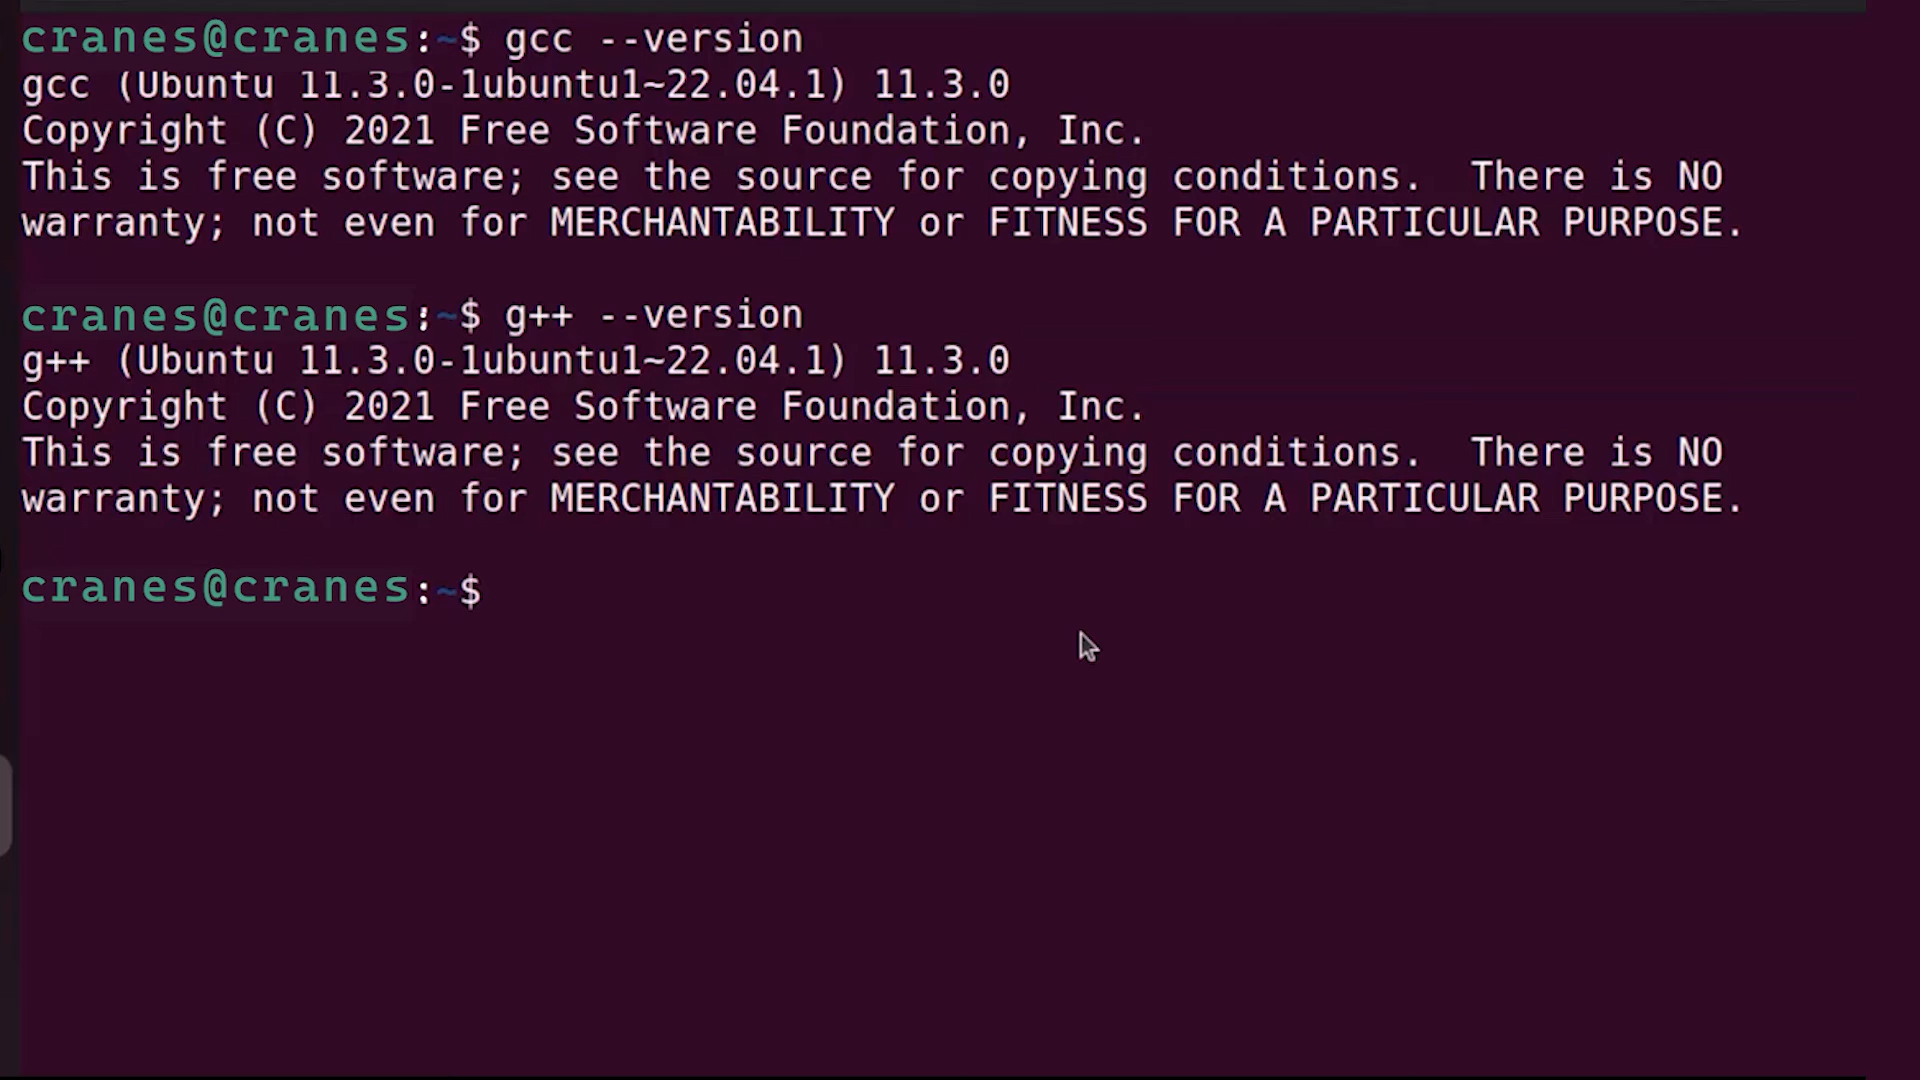 cranes@cranes:~$ gcc --version
gcc (Ubuntu 11.3.0-1ubuntu1~22.04.1) 11.3.0
Copyright (C) 2021 Free Software Foundation, Inc.
This is free software; see the source for copying conditions.  There is NO
warranty; not even for MERCHANTABILITY or FITNESS FOR A PARTICULAR PURPOSE.
cranes@cranes:~$ g++ --version
g++ (Ubuntu 11.3.0-1ubuntu1~22.04.1) 11.3.0
Copyright (C) 2021 Free Software Foundation, Inc.
This is free software; see the source for copying conditions.  There is NO
warranty; not even for MERCHANTABILITY or FITNESS FOR A PARTICULAR PURPOSE.
cranes@cranes:~$